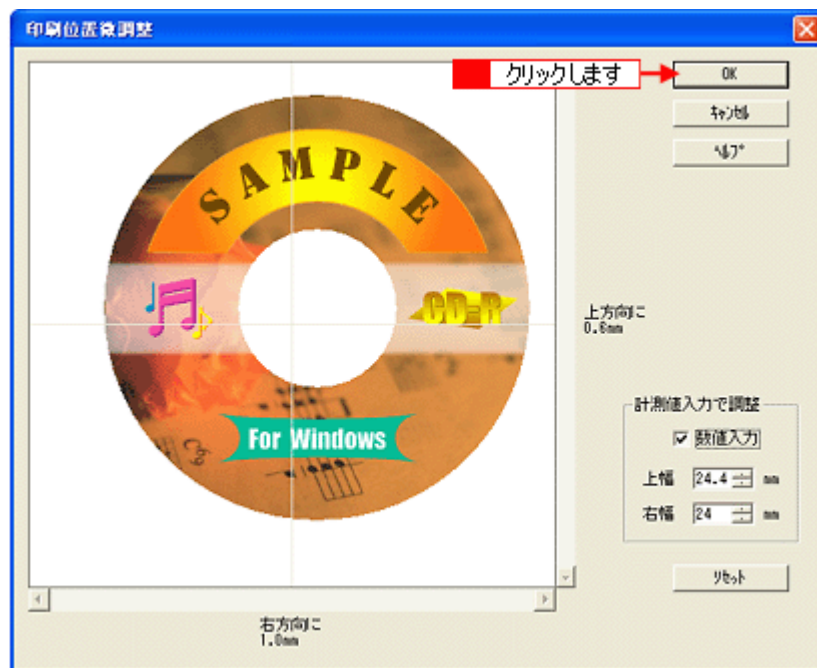 印刷位置微調整
クリックします
OK
キャンセル
ヘルプ
SAMPLE
CD-R
上方向に
0.6mm
For Windows
計測値入力で調整
数値入力
上幅 24.4 mm
右幅 24 mm
リセット
右方向に
1.0mm